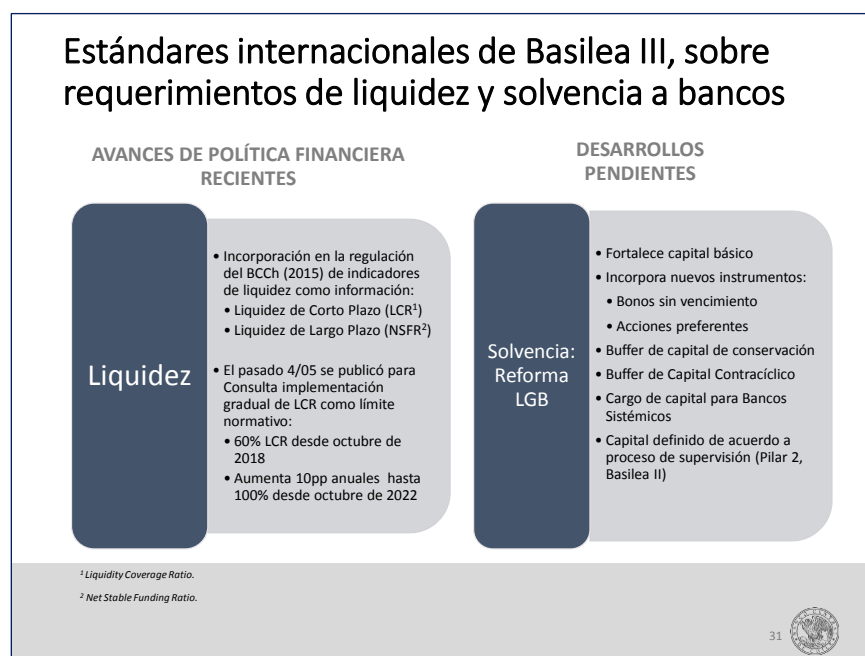 Estándares internacionales de Basilea III, sobre
requerimientos de liquidez y solvencia a bancos
AVANCES DE POLÍTICA FINANCIERA
RECIENTES
Liquidez
• Incorporación en la regulación
del BCCh (2015) de indicadores
de liquidez como información:
• Liquidez de Corto Plazo (LCR¹)
• Liquidez de Largo Plazo (NSFR²)
• El pasado 4/05 se publicó para
Consulta implementación
gradual de LCR como límite
normativo:
• 60% LCR desde octubre de
2018
• Aumenta 10pp anuales hasta
100% desde octubre de 2022
DESARROLLOS
PENDIENTES
Solvencia:
Reforma
LGB
• Fortalece capital básico
• Incorpora nuevos instrumentos:
• Bonos sin vencimiento
• Acciones preferentes
• Buffer de capital de conservación
• Buffer de Capital Contracíclico
• Cargo de capital para Bancos
Sistémicos
• Capital definido de acuerdo a
proceso de supervisión (Pilar 2,
Basilea II)
¹ Liquidity Coverage Ratio.
² Net Stable Funding Ratio.
31